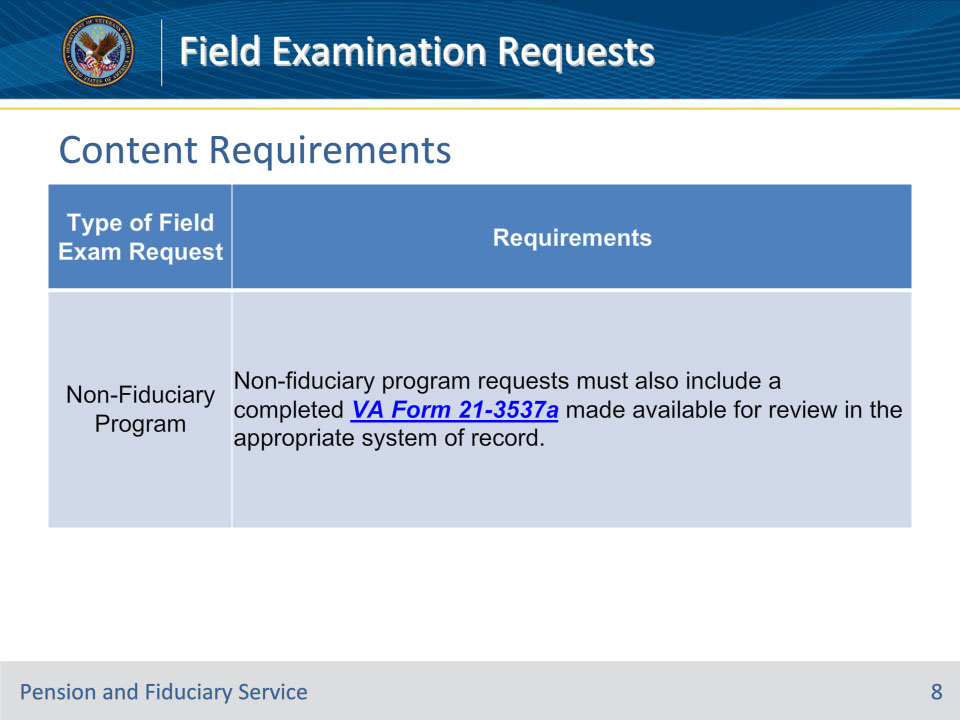 Field Examination Requests
Content Requirements
Type of Field
Exam Request
Requirements
Non-Fiduciary
Program
Non-fiduciary program requests must also include a
completed VA Form 21-3537a made available for review in the
appropriate system of record.
Pension and Fiduciary Service
8